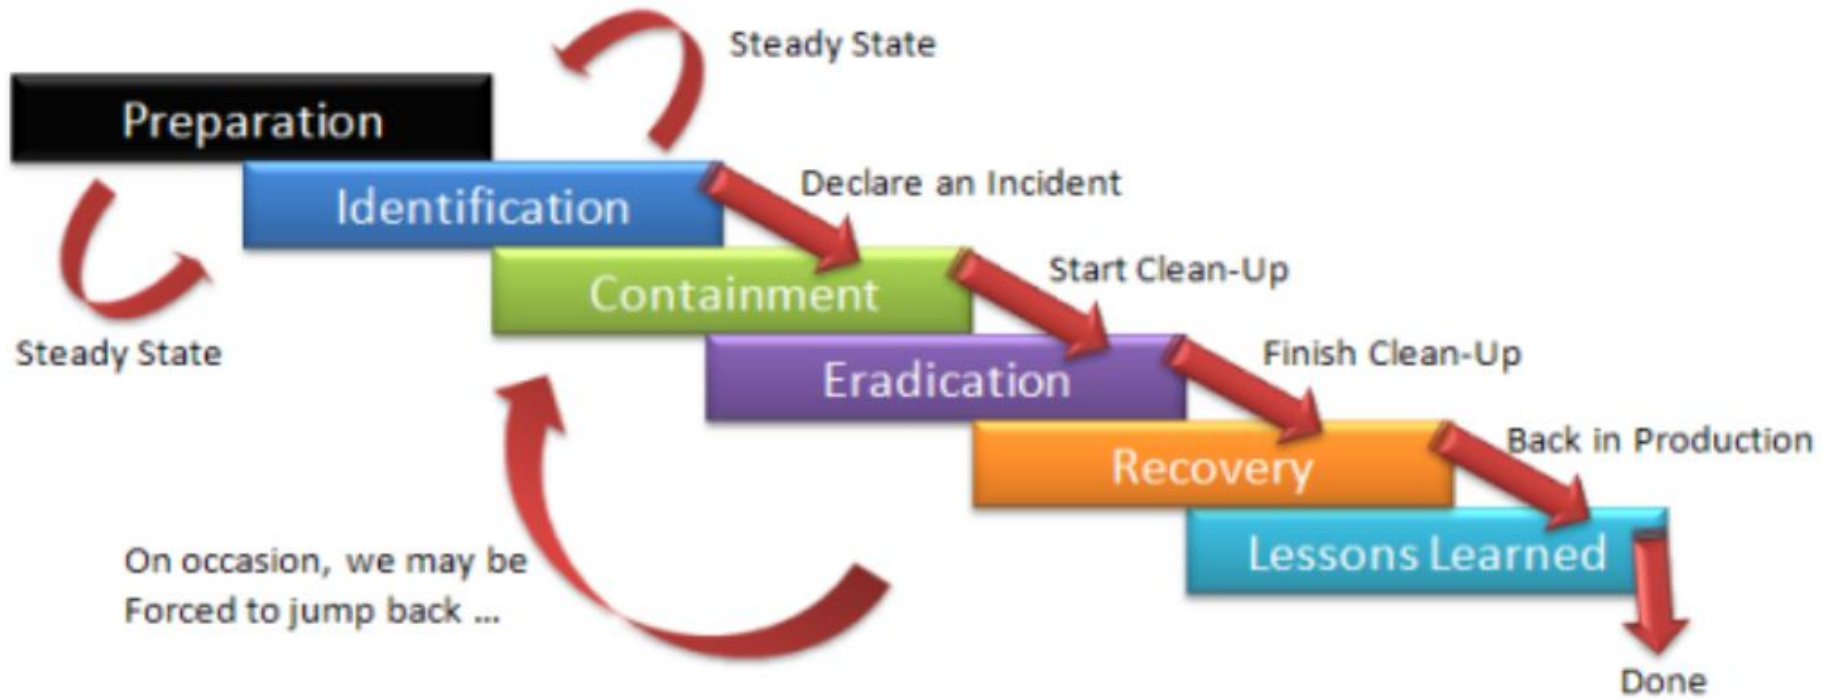 Steady State
Preparation
Identification
Declare an Incident
Containment
Start Clean-Up
Steady State
Eradication
Finish Clean-Up
Recovery
Back in Production
On occasion, we may be
Forced to jump back ...
Lessons Learned
Done